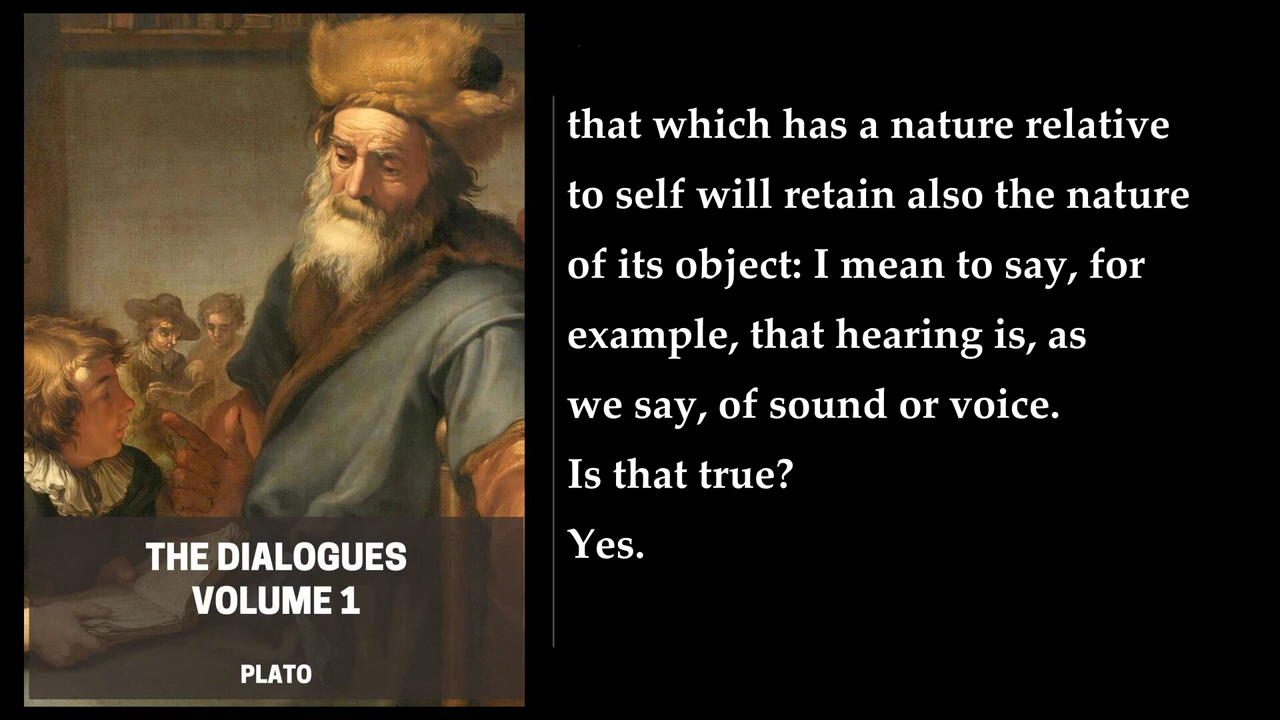 that which has a nature relative
to self will retain also the nature
of its object: I mean to say, for
example, that hearing is, as
we say, of sound or voice.
Is that true?
Yes.
THE DIALOGUES
VOLUME 1
PLATO